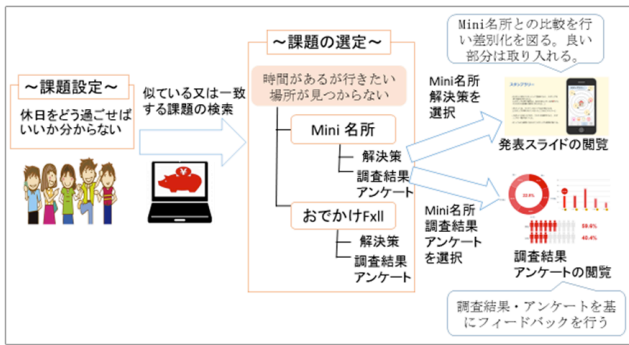 ～課題設定～
休日をどう過ごせば
いいか分からない
似ている又は一致
する課題の検索
～課題の選定～
時間があるが行きたい
場所が見つからない
Mini 名所
解決策
調査結果
アンケート
おでかけFxll
解決策
調査結果
アンケート
Mini名所
解決策を
選択
Mini名所
調査結果
アンケート
を選択
Mini名所との比較を行
い差別化を図る。良い
部分は取り入れる。
スタンプラリー
発表スライドの閲覧
調査結果
アンケートの閲覧
調査結果・アンケートを基
にフィードバックを行う